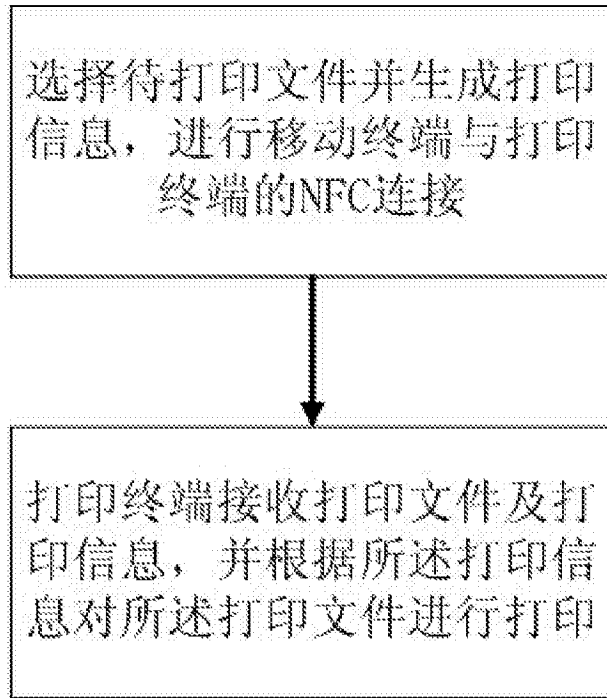 选择待打印文件并生成打印
信息，进行移动终端与打印
终端的NFC连接
打印终端接收打印文件及打
印信息，并根据所述打印信
息对所述打印文件进行打印